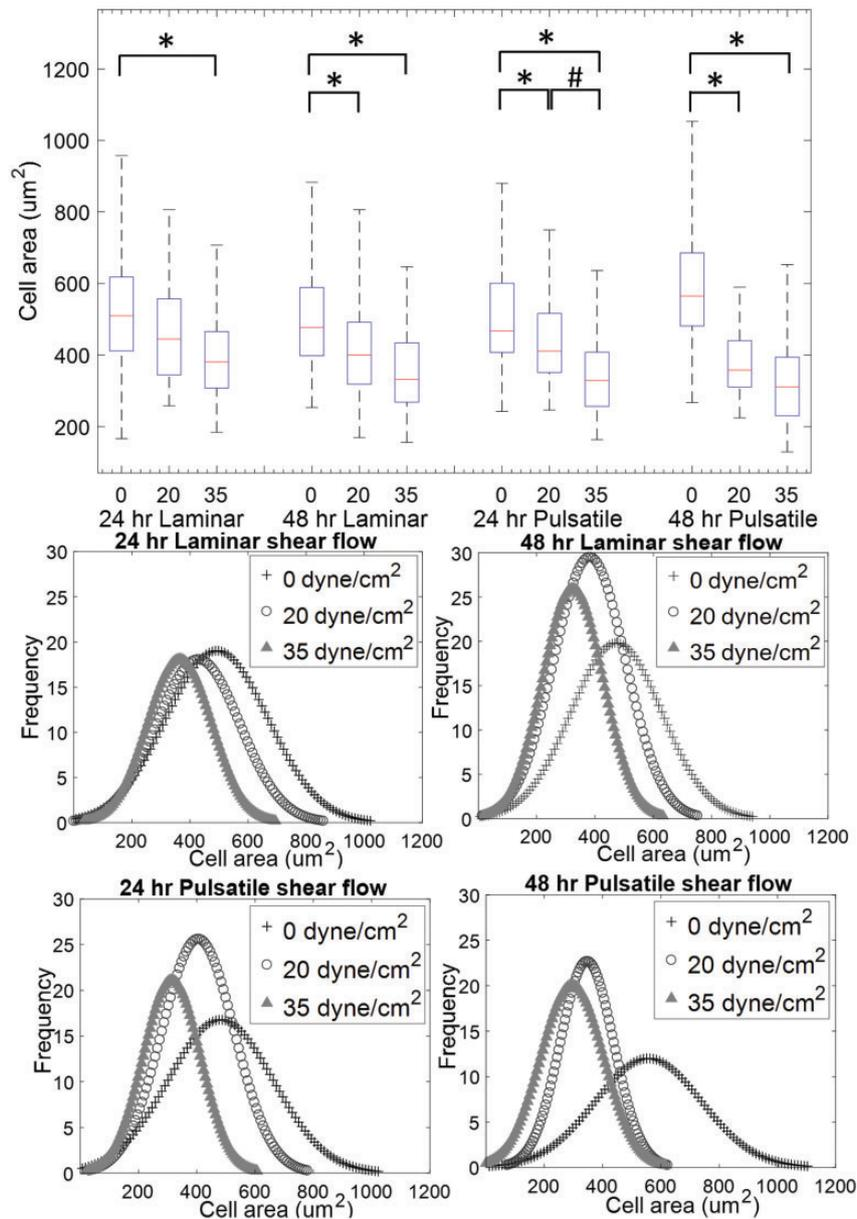 * * * *
* * # *
1200
1000
800
600
400
200
Cell area (um²)
0 20 35 0 20 35 0 20 35 0 20 35
24 hr Laminar 48 hr Laminar 24 hr Pulsatile 48 hr Pulsatile
24 hr Laminar shear flow
30
25
20
15
10
5
0
Frequency
+ 0 dyne/cm²
○ 20 dyne/cm²
▲ 35 dyne/cm²
200 400 600 800 1000 1200
Cell area (um²)
48 hr Laminar shear flow
30
25
20
15
10
5
0
Frequency
+ 0 dyne/cm²
○ 20 dyne/cm²
▲ 35 dyne/cm²
200 400 600 800 1000 1200
Cell area (um²)
24 hr Pulsatile shear flow
30
25
20
15
10
5
0
Frequency
+ 0 dyne/cm²
○ 20 dyne/cm²
▲ 35 dyne/cm²
200 400 600 800 1000 1200
Cell area (um²)
48 hr Pulsatile shear flow
30
25
20
15
10
5
0
Frequency
+ 0 dyne/cm²
○ 20 dyne/cm²
▲ 35 dyne/cm²
200 400 600 800 1000 1200
Cell area (um²)